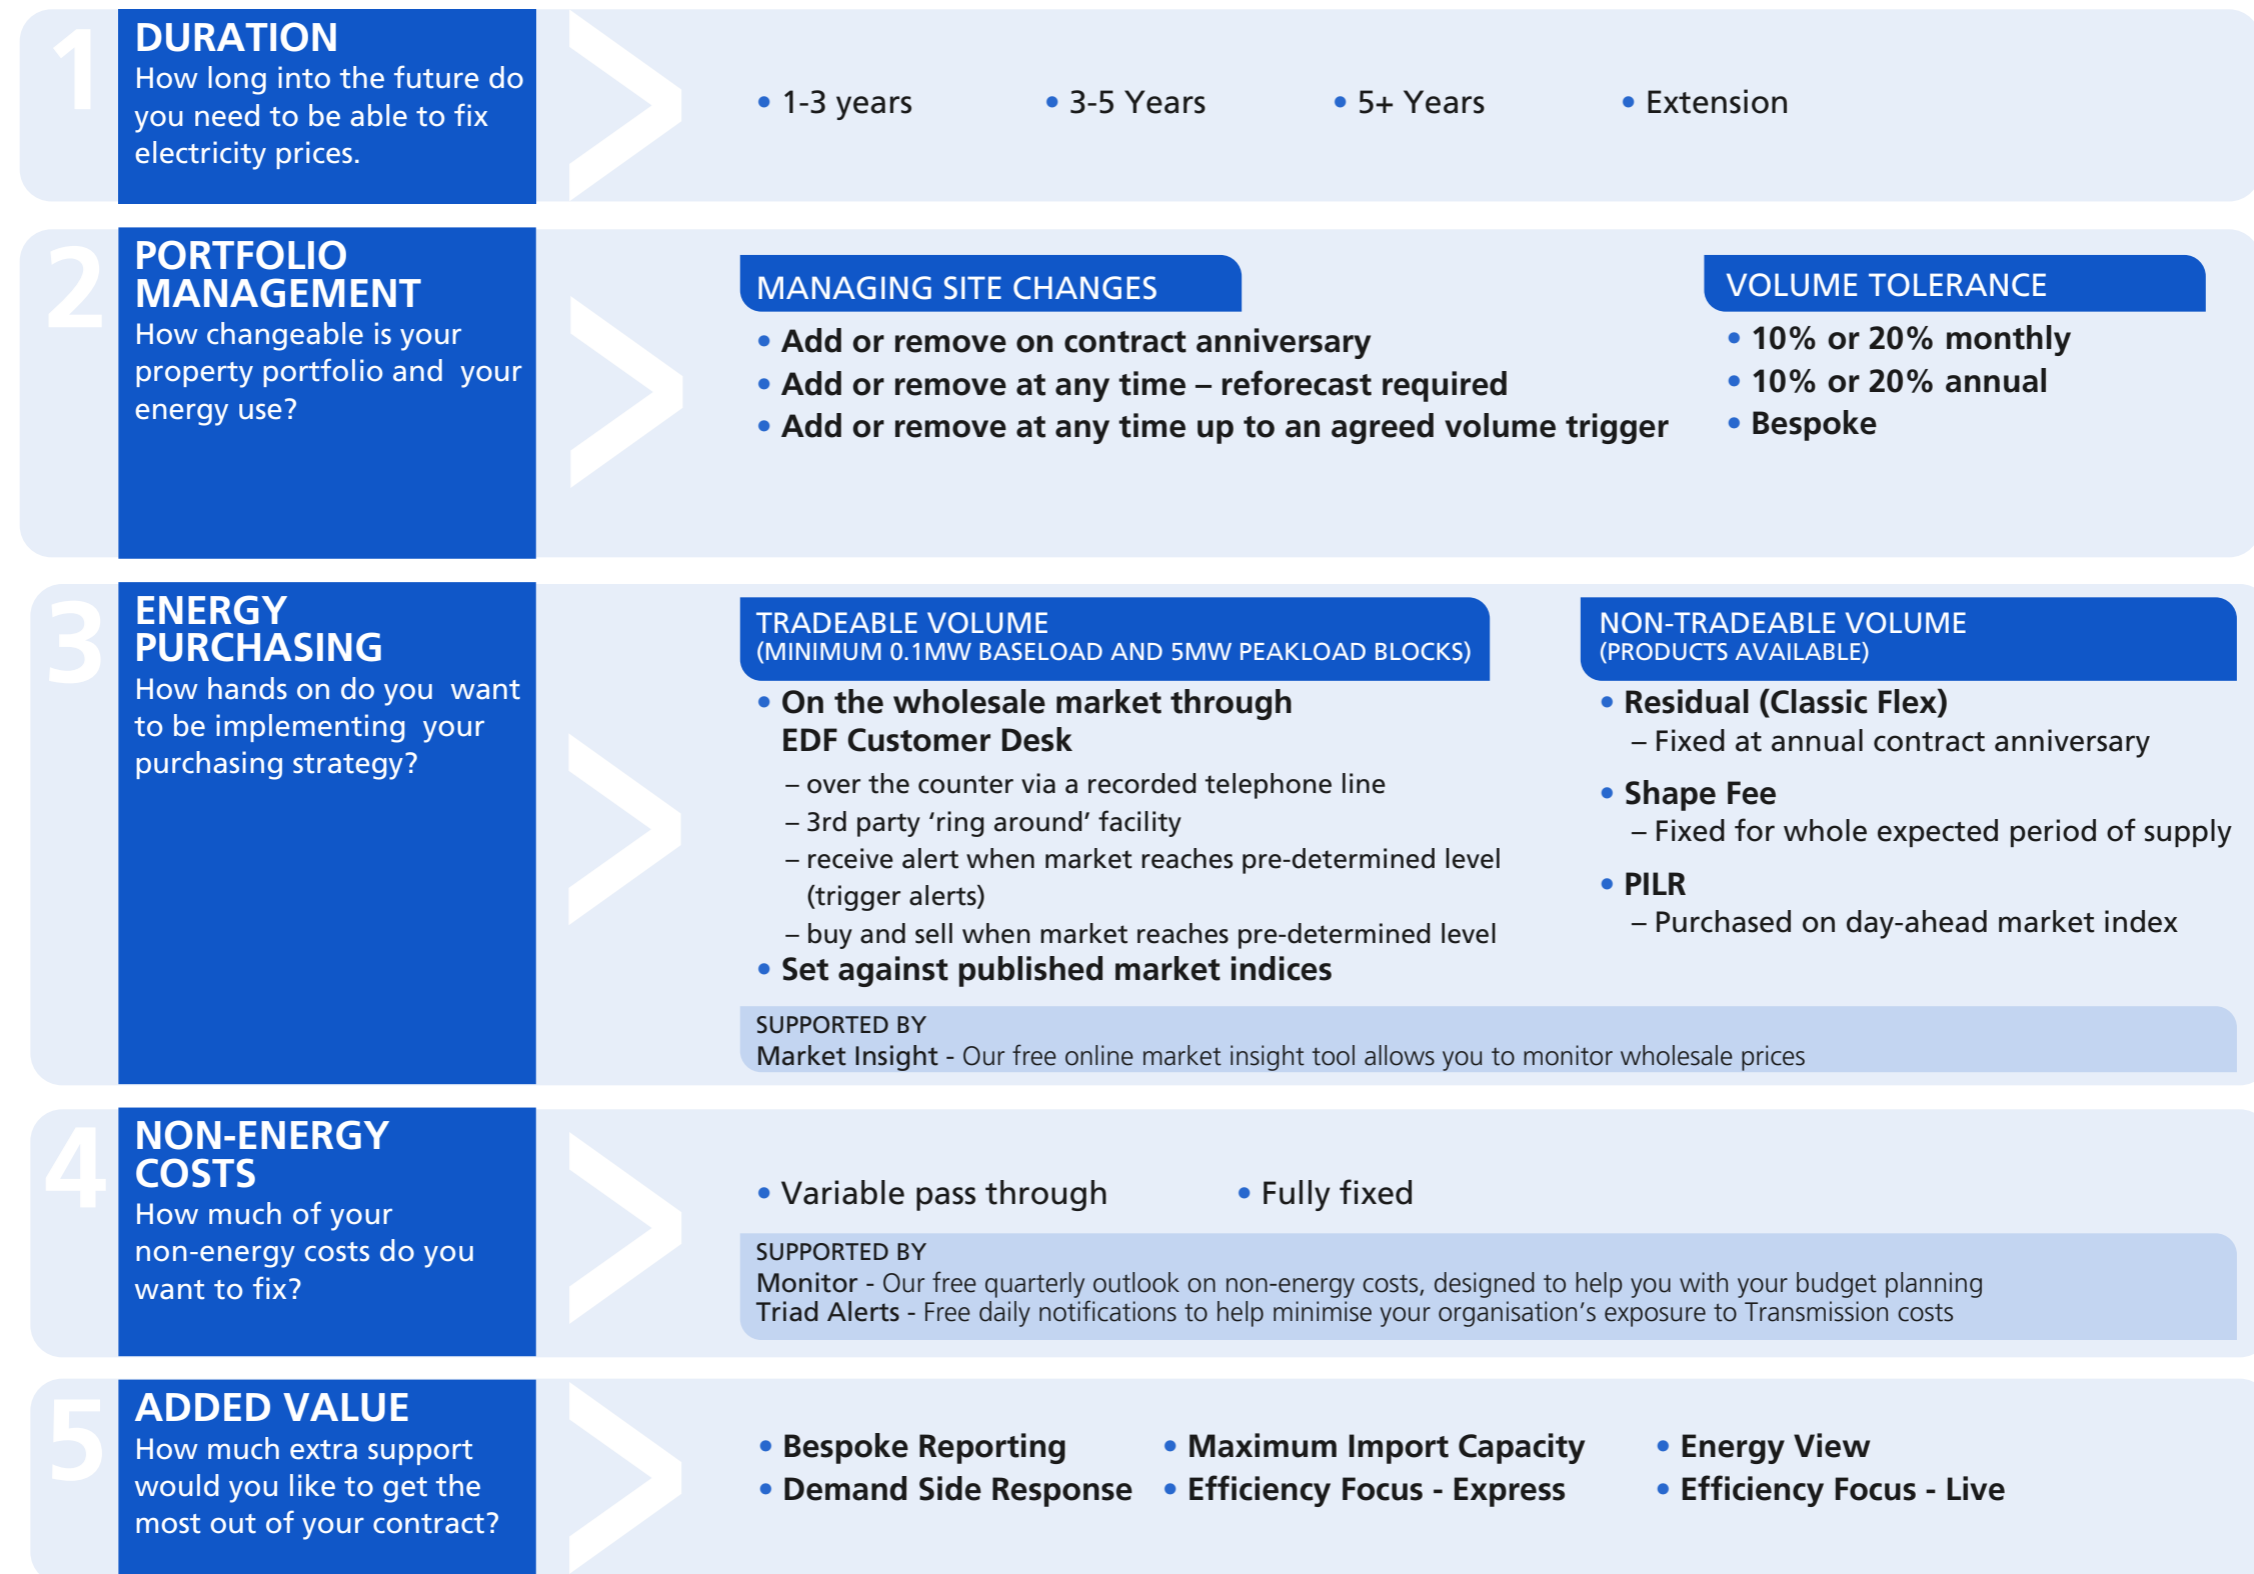 1
DURATION
How long into the future do
you need to be able to fix
electricity prices.
• 1-3 years • 3-5 Years • 5+ Years • Extension
2
PORTFOLIO
MANAGEMENT
How changeable is your
property portfolio and your
energy use?
MANAGING SITE CHANGES
• Add or remove on contract anniversary
• Add or remove at any time – reforecast required
• Add or remove at any time up to an agreed volume trigger
VOLUME TOLERANCE
• 10% or 20% monthly
• 10% or 20% annual
• Bespoke
3
ENERGY
PURCHASING
How hands on do you want
to be implementing your
purchasing strategy?
TRADEABLE VOLUME
(MINIMUM 0.1MW BASELOAD AND 5MW PEAKLOAD BLOCKS)
• On the wholesale market through
EDF Customer Desk
– over the counter via a recorded telephone line
– 3rd party ‘ring around’ facility
– receive alert when market reaches pre-determined level
(trigger alerts)
– buy and sell when market reaches pre-determined level
• Set against published market indices
NON-TRADEABLE VOLUME
(PRODUCTS AVAILABLE)
• Residual (Classic Flex)
– Fixed at annual contract anniversary
• Shape Fee
– Fixed for whole expected period of supply
• PILR
– Purchased on day-ahead market index
SUPPORTED BY
Market Insight - Our free online market insight tool allows you to monitor wholesale prices
4
NON-ENERGY
COSTS
How much of your
non-energy costs do you
want to fix?
• Variable pass through • Fully fixed
SUPPORTED BY
Monitor - Our free quarterly outlook on non-energy costs, designed to help you with your budget planning
Triad Alerts - Free daily notifications to help minimise your organisation’s exposure to Transmission costs
5
ADDED VALUE
How much extra support
would you like to get the
most out of your contract?
• Bespoke Reporting • Maximum Import Capacity • Energy View
• Demand Side Response • Efficiency Focus - Express • Efficiency Focus - Live